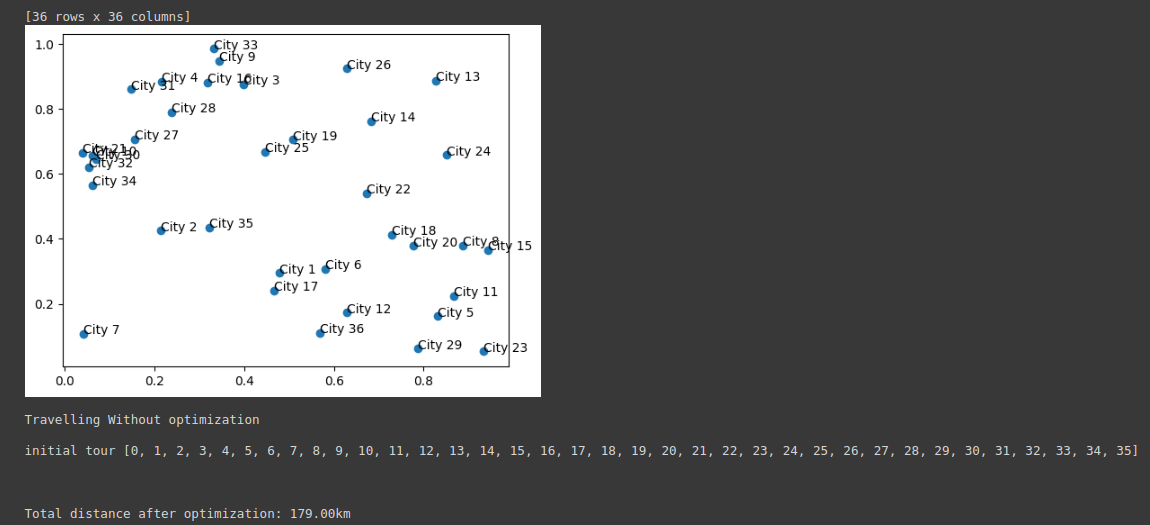 [36 rows x 36 columns]
City 33
City 9
1.0
City 26
City 13
City 4
City 16
City 3
City 31
0.8
City 28
City 14
City 27
City 19
City 21
City 10
City 30
City 25
City 24
City 32
0.6
City 34
City 22
City 2
City 35
City 18
0.4
City 20
City 8
City 15
City 1
City 6
City 17
City 11
0.2
City 12
City 5
City 7
City 36
City 29
City 23
0.0 0.2 0.4 0.6 0.8
Travelling Without optimization
initial tour [0, 1, 2, 3, 4, 5, 6, 7, 8, 9, 10, 11, 12, 13, 14, 15, 16, 17, 18, 19, 20, 21, 22, 23, 24, 25, 26, 27, 28, 29, 30, 31, 32, 33, 34, 35]
Total distance after optimization: 179.00km